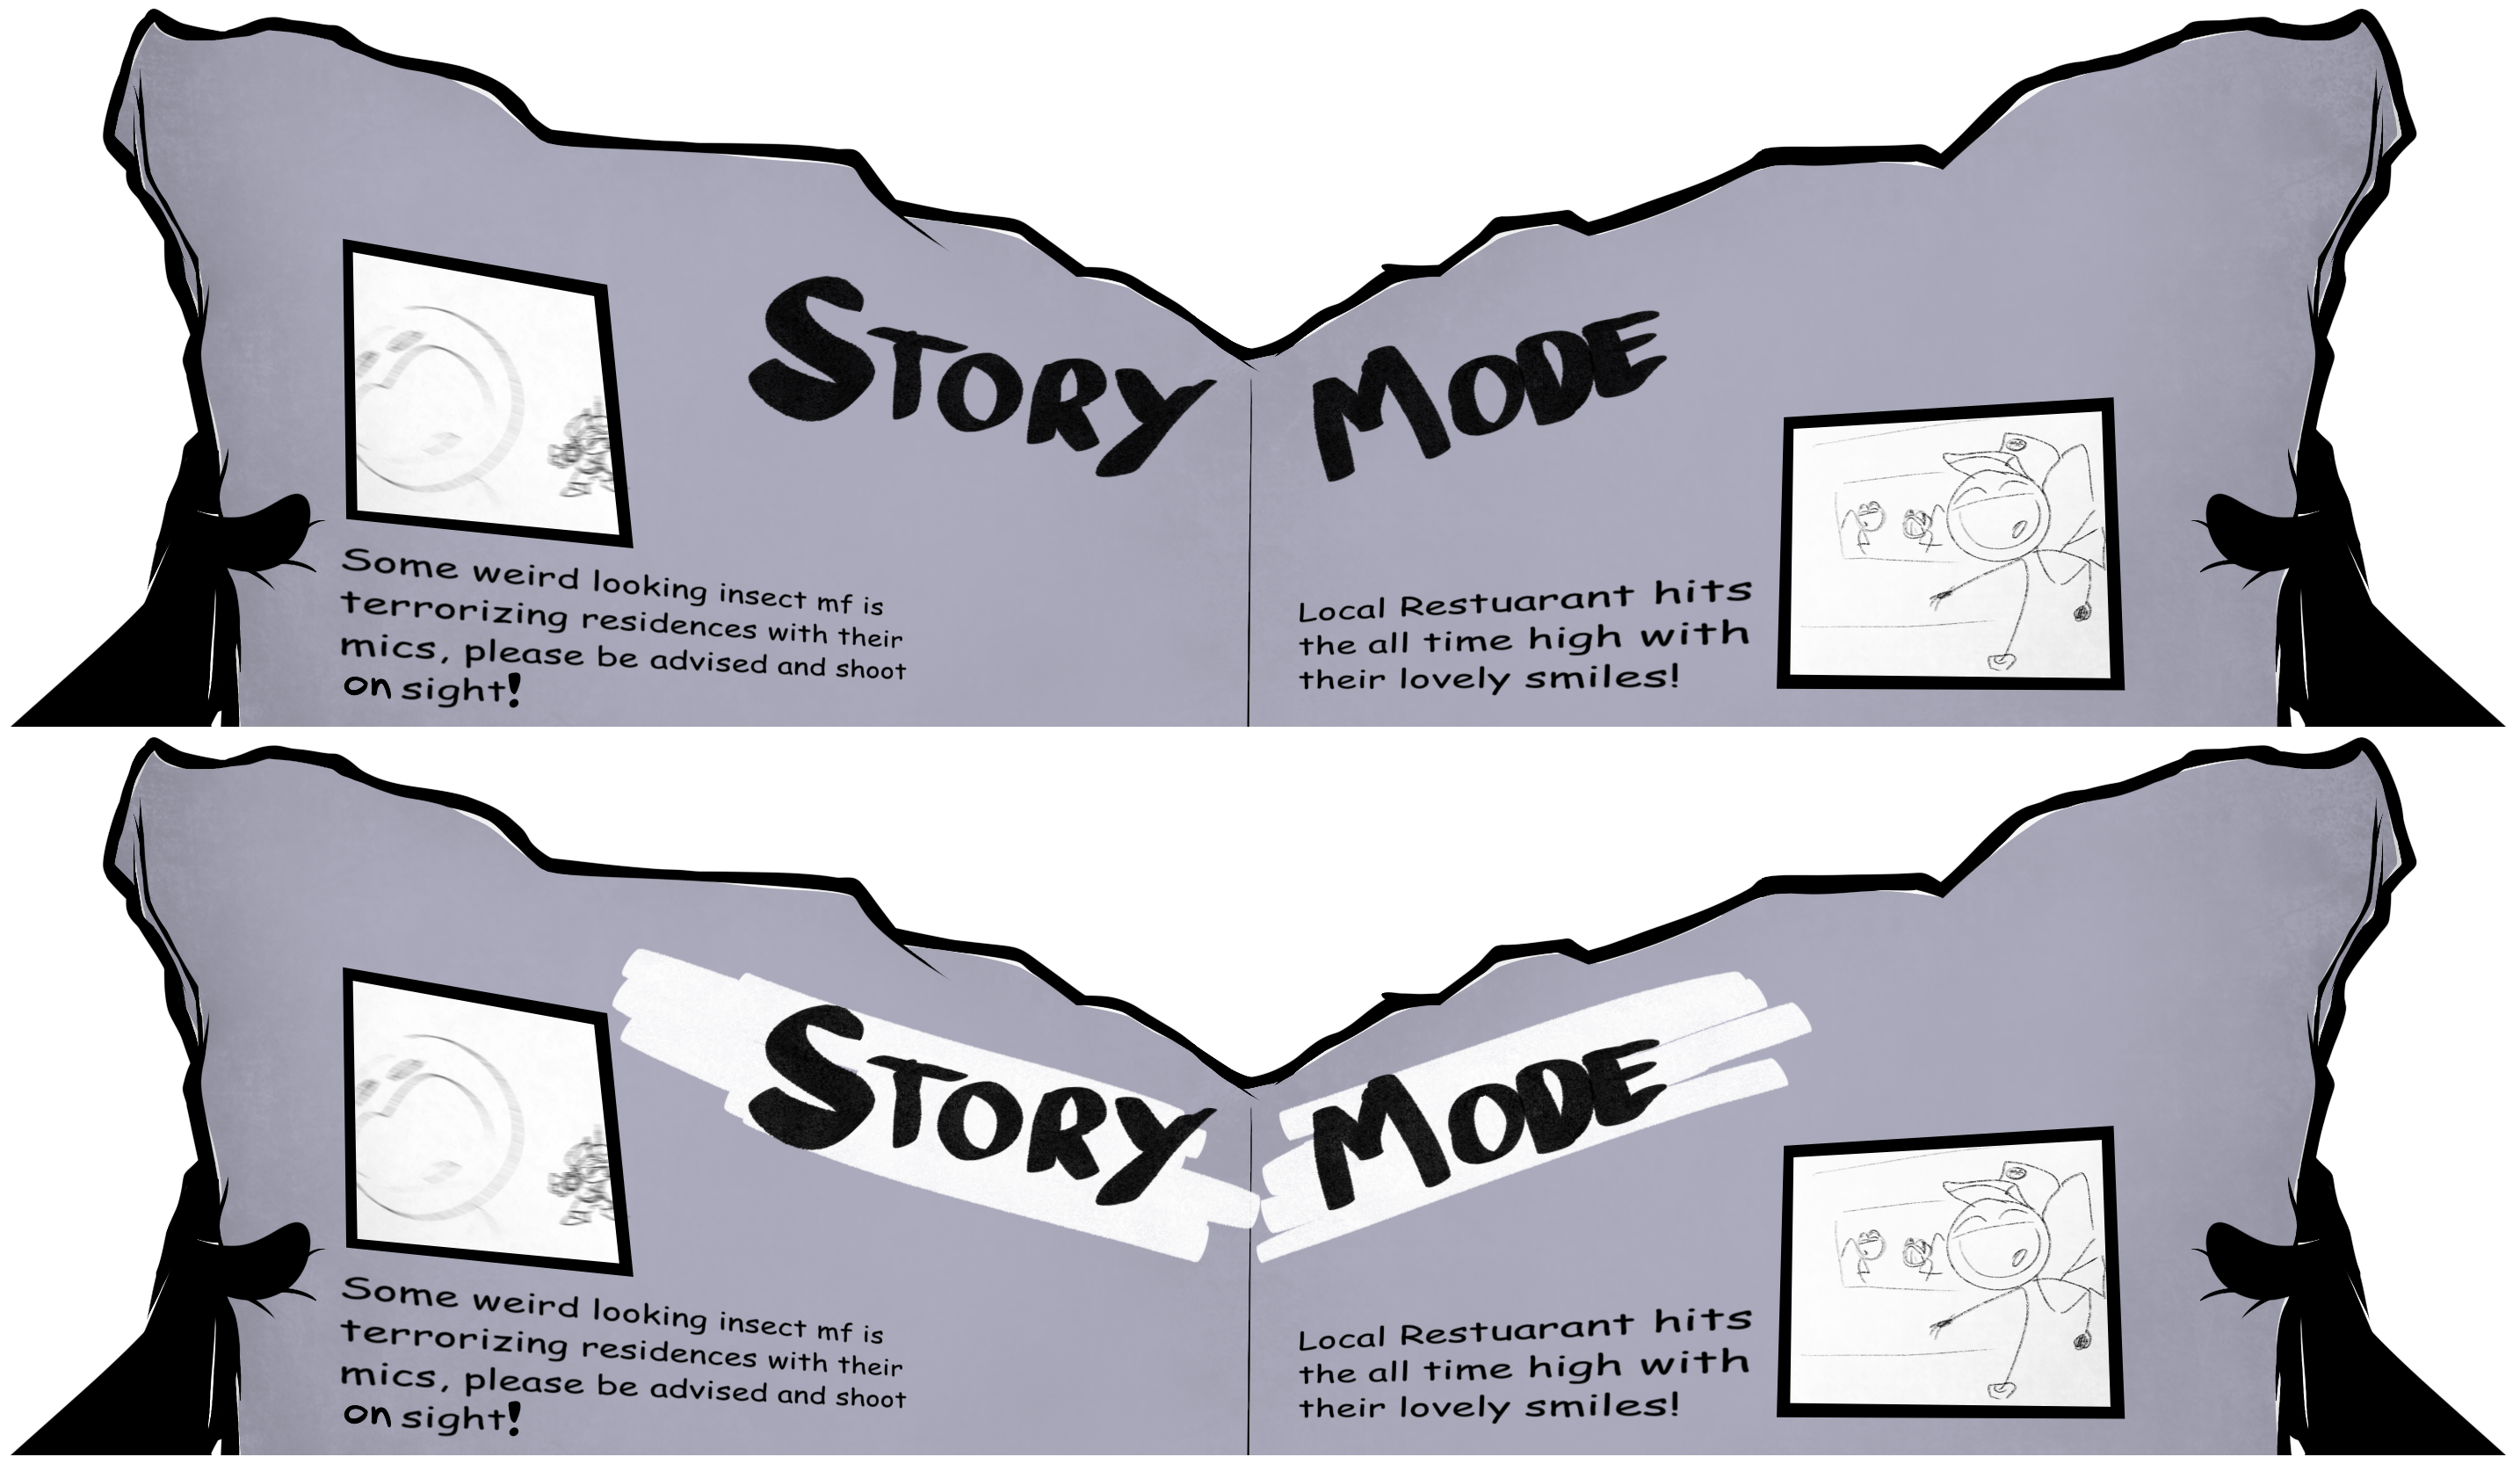 STORY MODE
Some weird looking insect mf is
terrorizing residences with their
mics, please be advised and shoot
on sight!
Local Restuarant hits
the all time high with
their lovely smiles!
STORY MODE
Some weird looking insect mf is
terrorizing residences with their
mics, please be advised and shoot
on sight!
Local Restuarant hits
the all time high with
their lovely smiles!